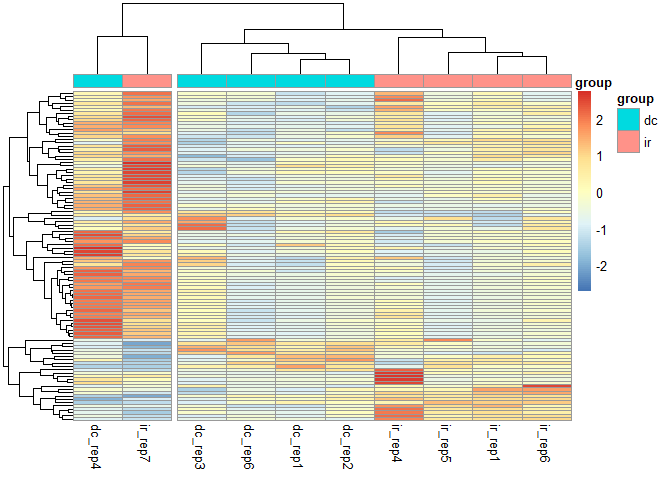 group
group
2
dc
1
ir
0
-1
-2
dc_rep4
ir_rep7
dc_rep3
dc_rep6
dc_rep1
dc_rep2
ir_rep4
ir_rep5
ir_rep1
ir_rep6